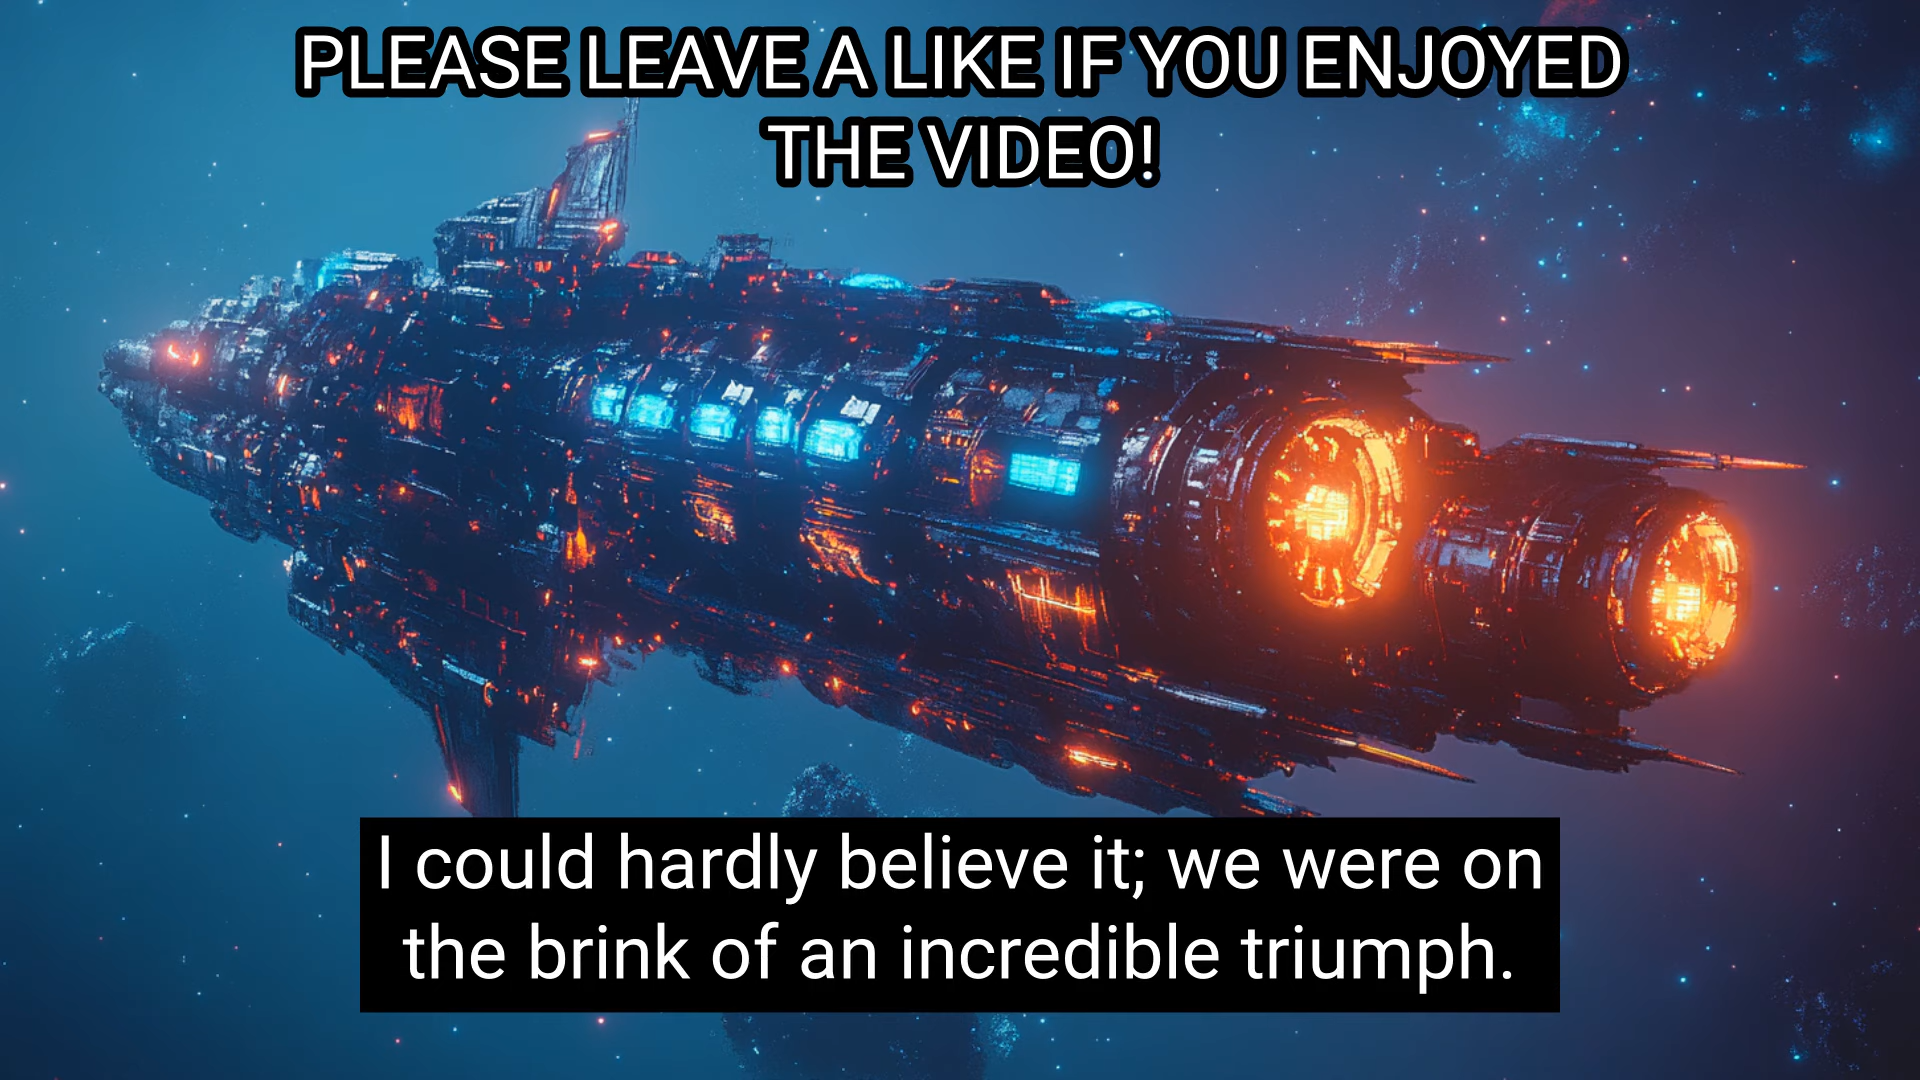 PLEASE LEAVE A LIKE IF YOU ENJOYED
THE VIDEO!
I could hardly believe it; we were on
the brink of an incredible triumph.